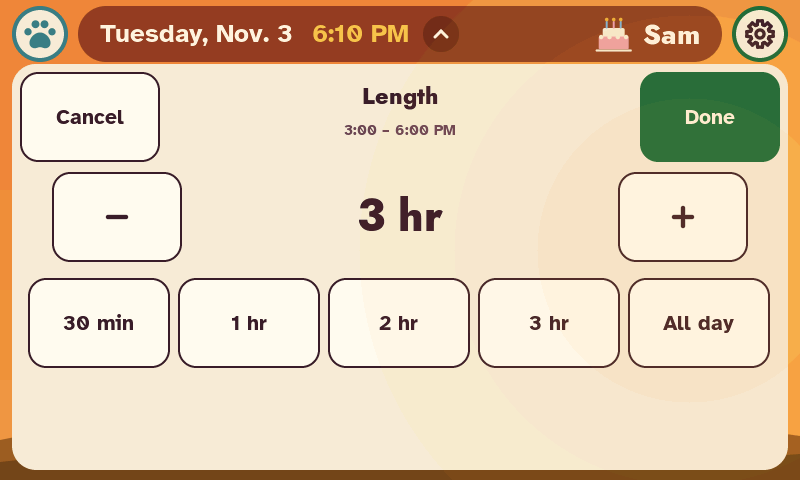 Tuesday, Nov. 3 6:10 PM Sam
Cancel
Length
3:00 – 6:00 PM
Done
− 3 hr +
30 min 1 hr 2 hr 3 hr All day